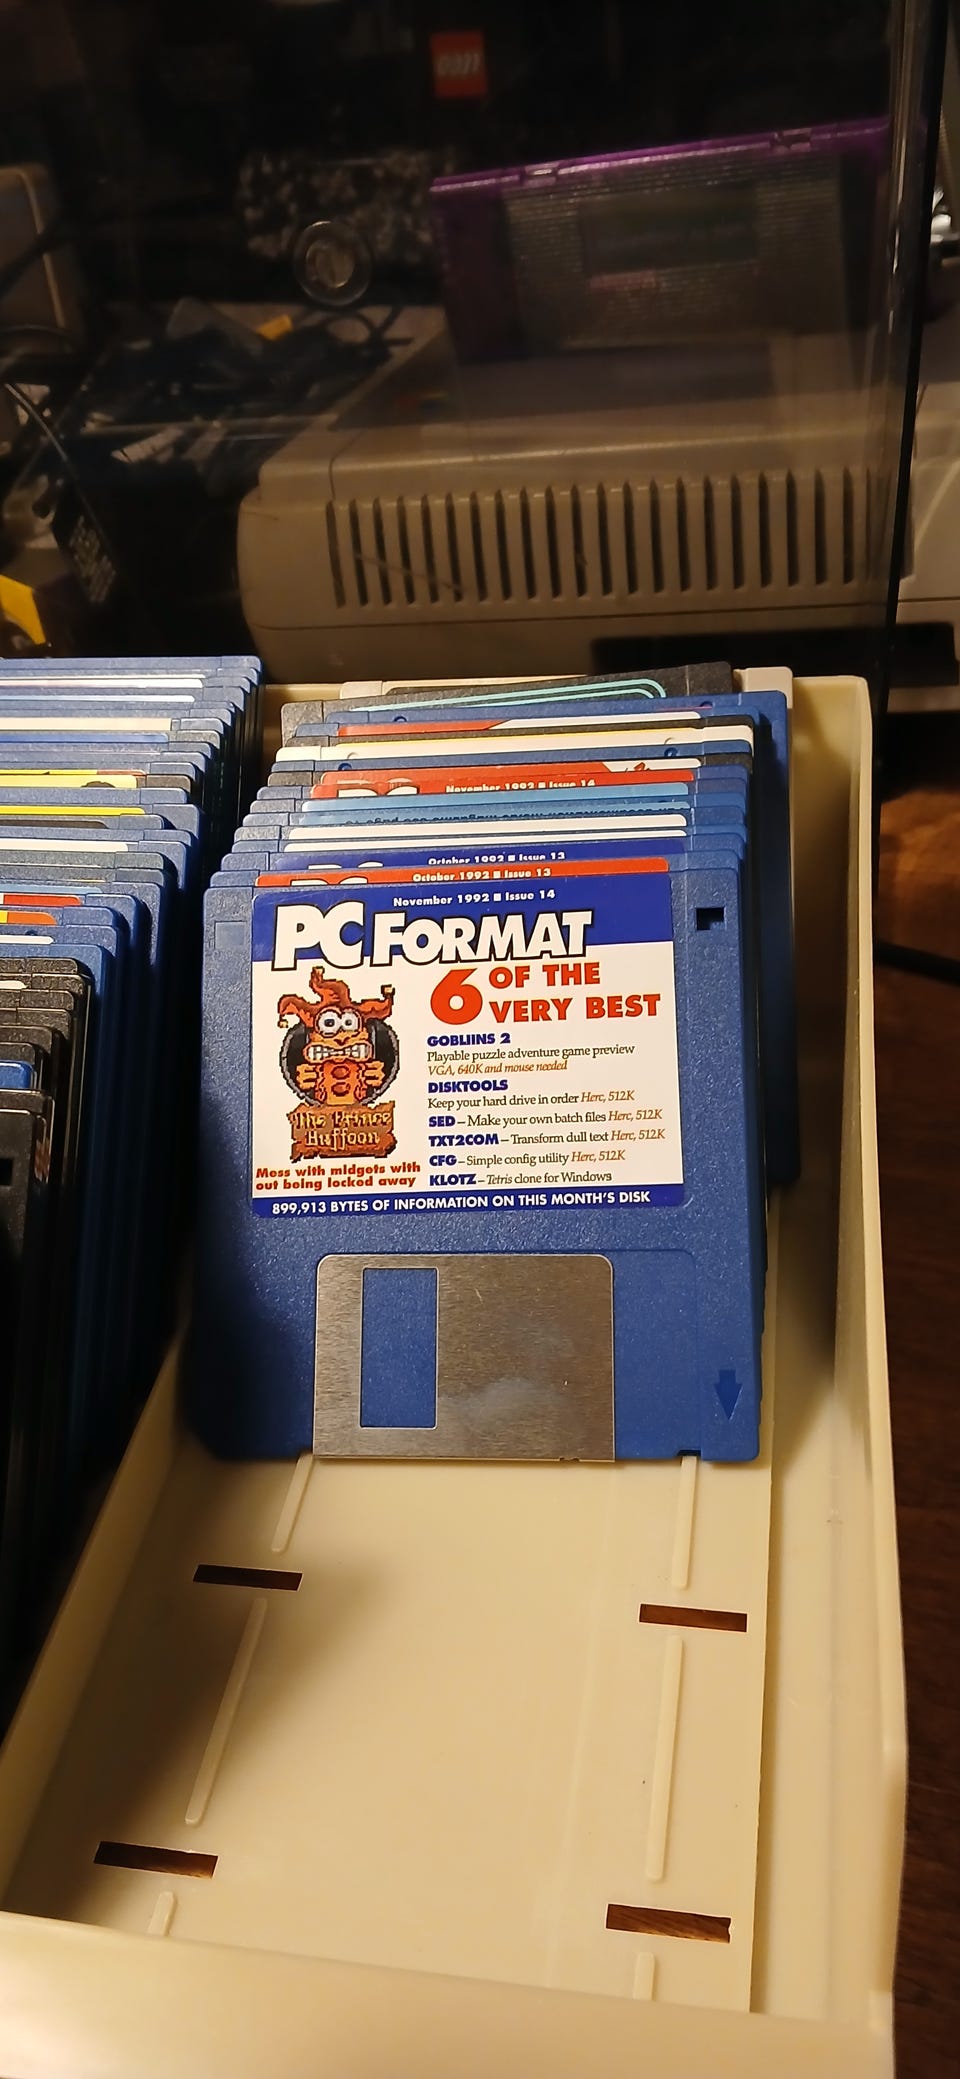 November 1992 ■ Issue 14
October 1992 ■ Issue 13
October 1992 ■ Issue 13
November 1992 ■ Issue 14
PC FORMAT
6 OF THE
VERY BEST
GOBLIINS 2
Playable puzzle adventure game preview
VGA, 640K and mouse needed
DISKTOOLS
Keep your hard drive in order Herc, 512K
SED – Make your own batch files Herc, 512K
TXT2COM – Transform dull text Herc, 512K
CFG – Simple config utility Herc, 512K
KLOTZ – Tetris clone for Windows
The Prince
Buffoon
Mess with midgets with
out being locked away
899,913 BYTES OF INFORMATION ON THIS MONTH'S DISK